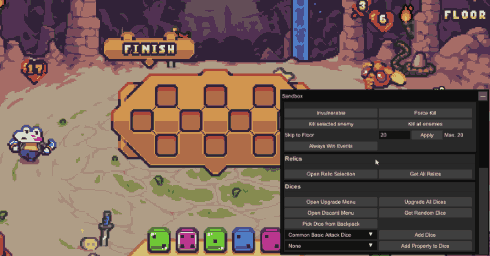 3
6
FLOOR
FINISH
17
Sandbox
Invulnerable Force Kill
Kill selected enemy Kill all enemies
Skip to Floor 20 Apply Max. 20
Always Win Events
Relics
Open Relic Selection Get All Relics
Dices
Open Upgrade Menu Upgrade All Dices
Open Discard Menu Get Random Dice
Pick Dice from Backpack
Common Basic Attack Dice Add Dice
None Add Property to Dice